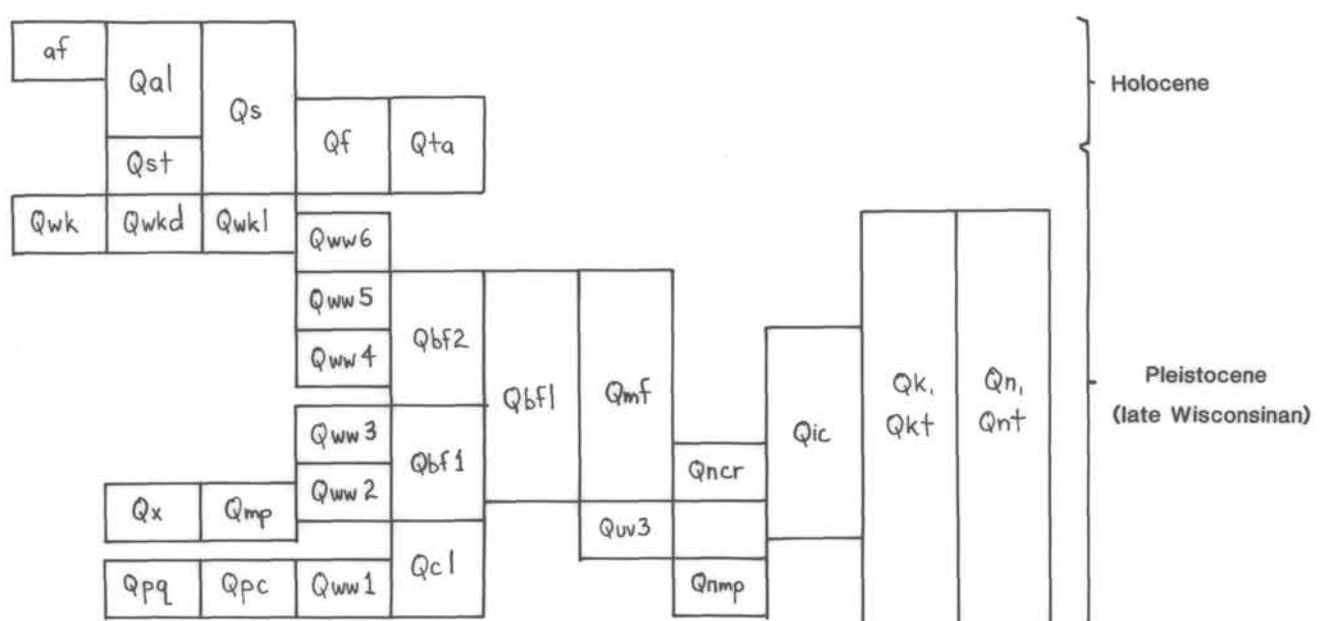 af
Qal
Qs
Qf
Qta
Holocene
Qst
Qwk
Qwkd
Qwkl
Qww6
Qww5
Qbf2
Qww4
Qbfl
Qmf
Qic
Qk,
Qkt
Qn,
Qnt
Pleistocene
(late Wisconsinan)
Qww3
Qbf1
Qncr
Qx
Qmp
Qww2
Quv3
Qpq
Qpc
Qww1
Qcl
Qnmp